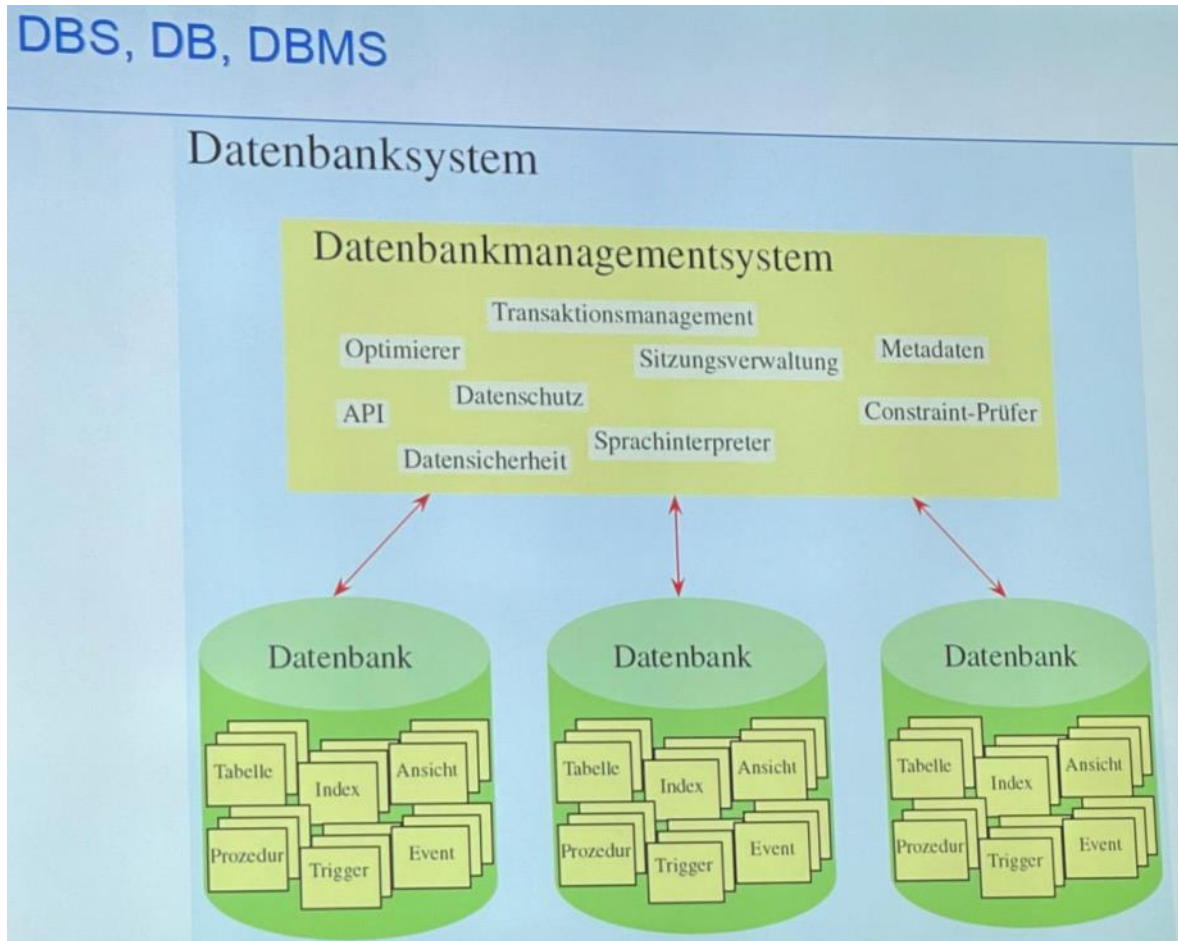 DBS, DB, DBMS
Datenbanksystem
Datenbankmanagementsystem
Transaktionsmanagement
Optimierer
Sitzungsverwaltung
Metadaten
Datenschutz
API
Constraint-Prüfer
Sprachinterpreter
Datensicherheit
Datenbank
Tabelle
Index
Ansicht
Prozedur
Trigger
Event
Datenbank
Tabelle
Index
Ansicht
Prozedur
Trigger
Event
Datenbank
Tabelle
Index
Ansicht
Prozedur
Trigger
Event